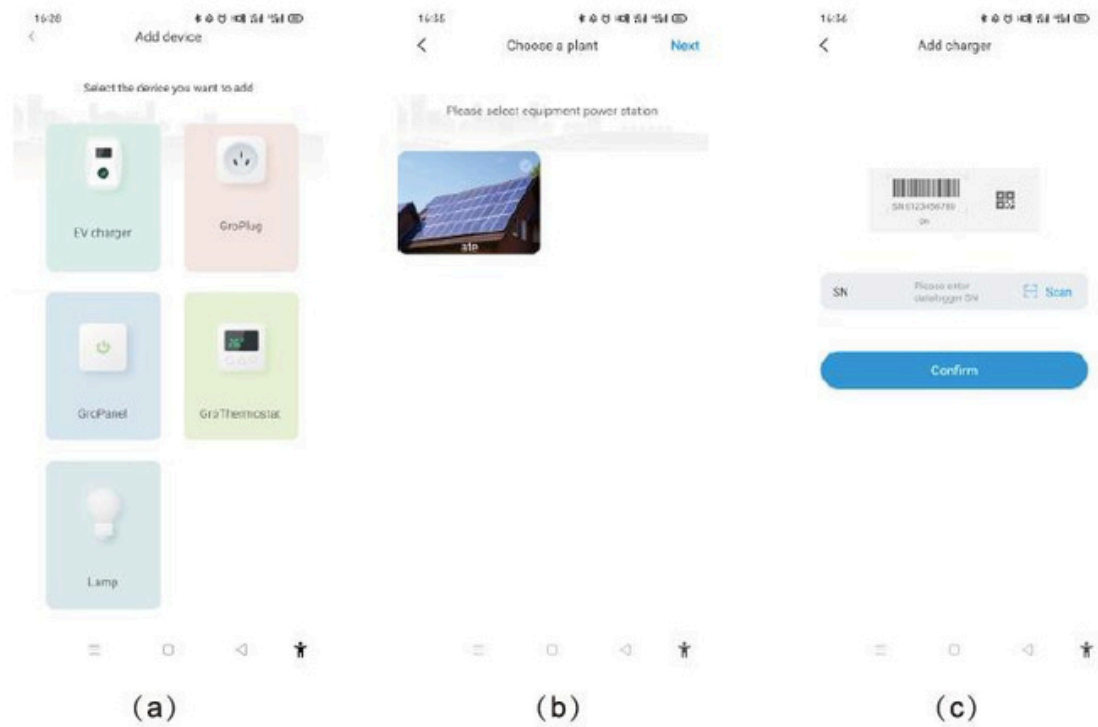 16:28
Add device
Select the device you want to add
EV charger
GroPlug
GroPanel
GroThermostat
Lamp
(a)
16:35
Choose a plant
Next
Please select equipment power station
(b)
16:36
Add charger
SN
Please enter
datalogger SN
Scan
Confirm
(c)